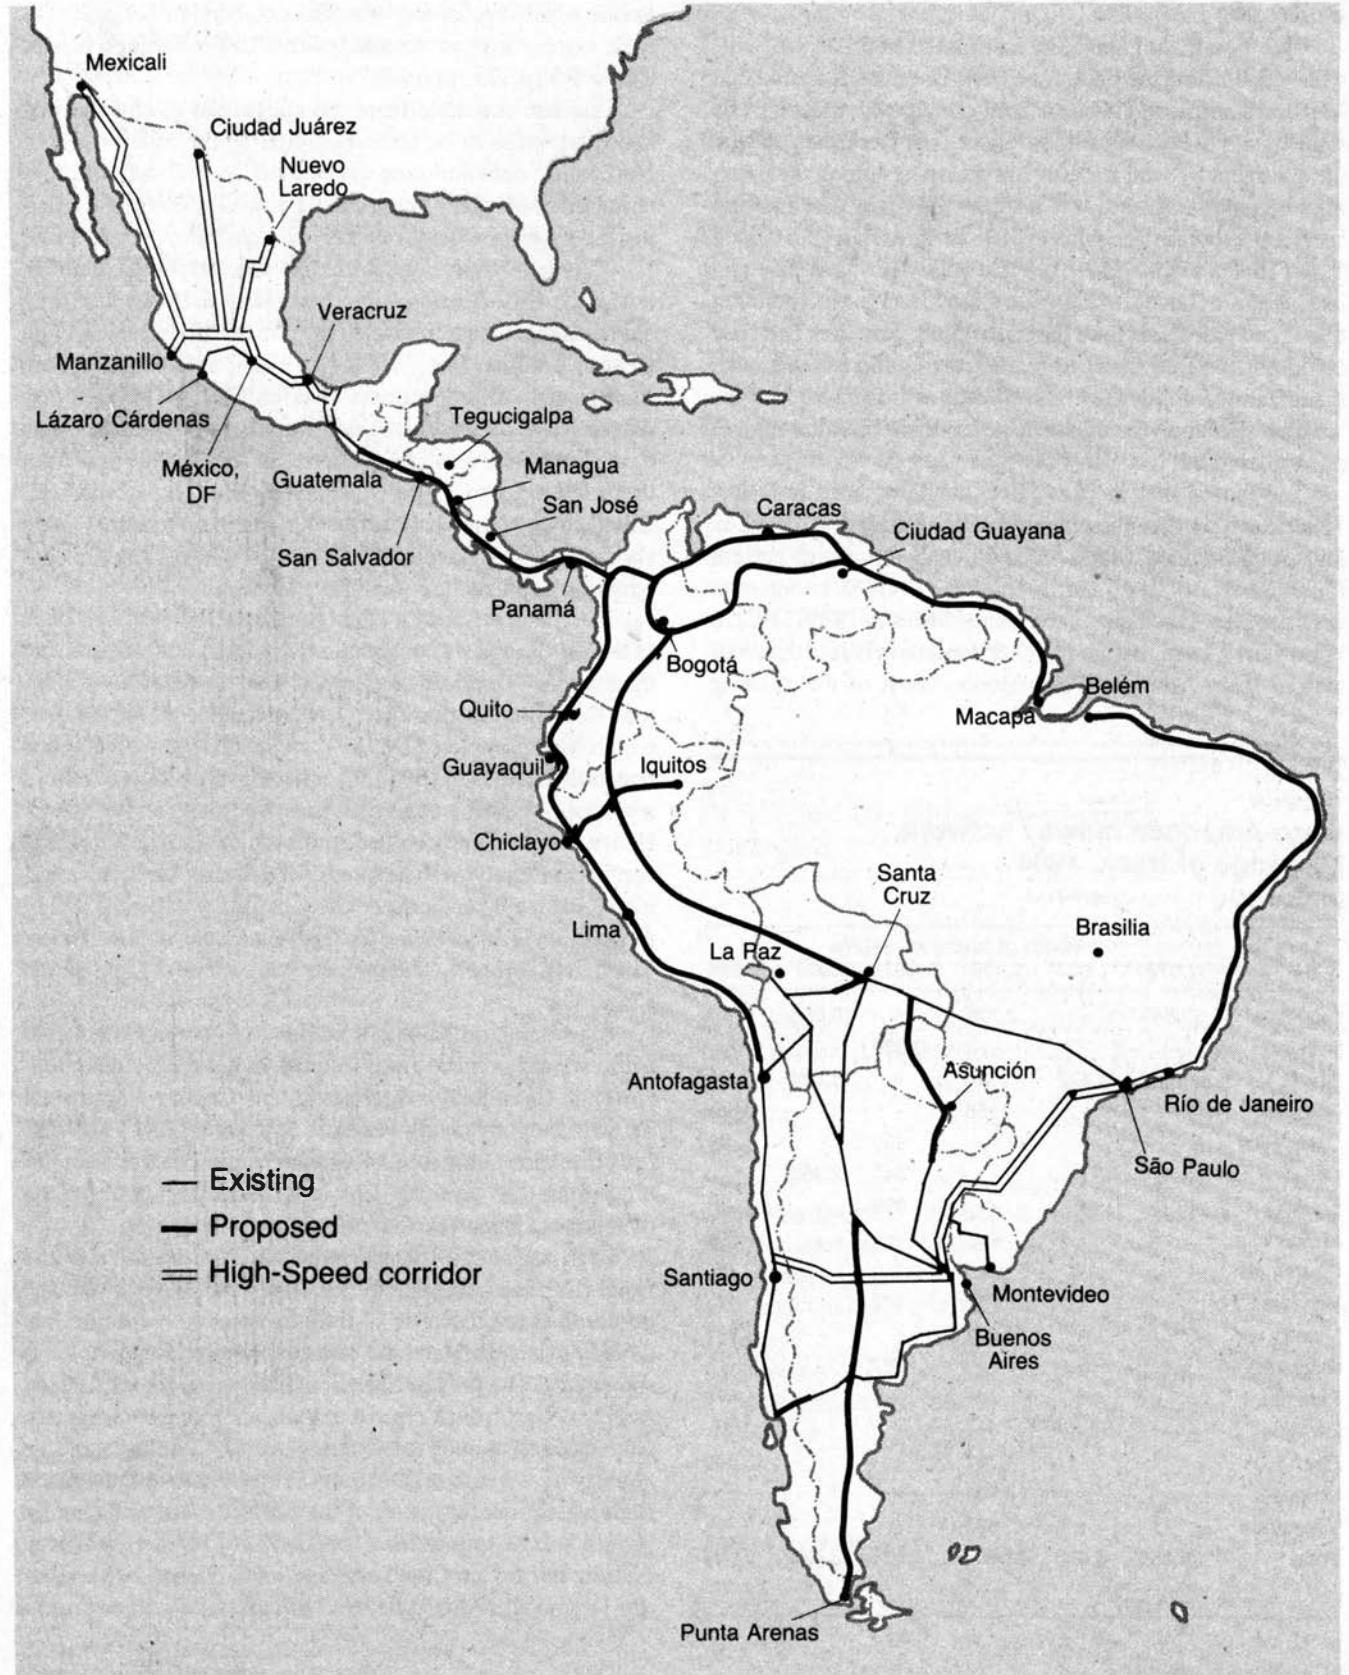 Mexicali
Ciudad Juárez
Nuevo
Laredo
Veracruz
Manzanillo
Lázaro Cárdenas
México,
DF
Tegucigalpa
Guatemala
Managua
San José
San Salvador
Panamá
Caracas
Ciudad Guayana
Bogotá
Quito
Guayaquil
Iquitos
Chiclayo
Macapá
Belém
Lima
Santa
Cruz
La Paz
Brasilia
Antofagasta
Asunción
Río de Janeiro
São Paulo
Existing
Proposed
High-Speed corridor
Santiago
Montevideo
Buenos
Aires
Punta Arenas